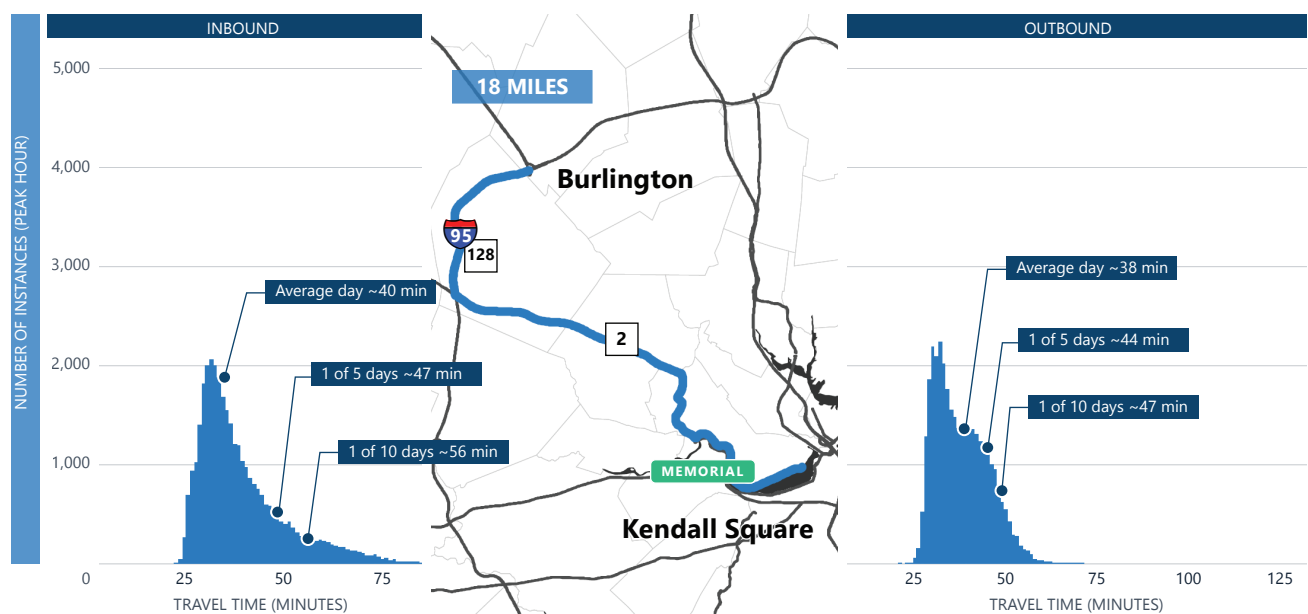 INBOUND
NUMBER OF INSTANCES (PEAK HOUR)
5,000
4,000
3,000
2,000
1,000
0
Average day ~40 min
1 of 5 days ~47 min
1 of 10 days ~56 min
25
50
75
TRAVEL TIME (MINUTES)
18 MILES
Burlington
95
128
2
MEMORIAL
Kendall Square
OUTBOUND
Average day ~38 min
1 of 5 days ~44 min
1 of 10 days ~47 min
25
50
100
125
TRAVEL TIME (MINUTES)